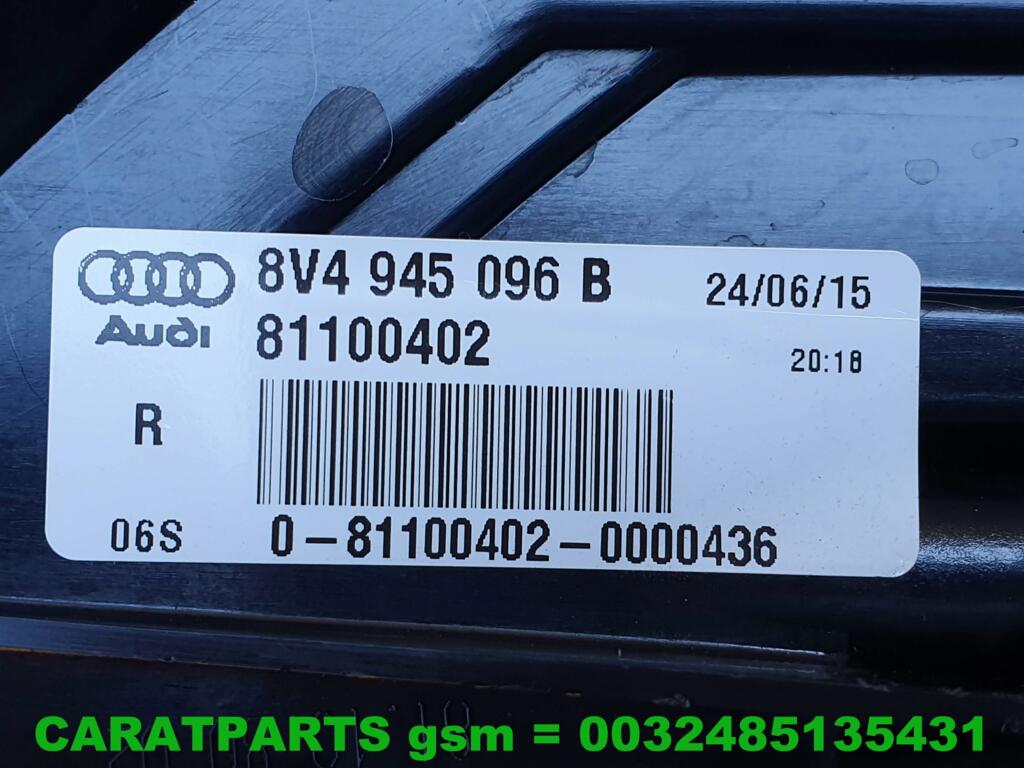 8V4 945 096 B 24/06/15
Audi 81100402 20:18
R
06S 0-81100402-0000436
CARATPARTS gsm = 0032485135431